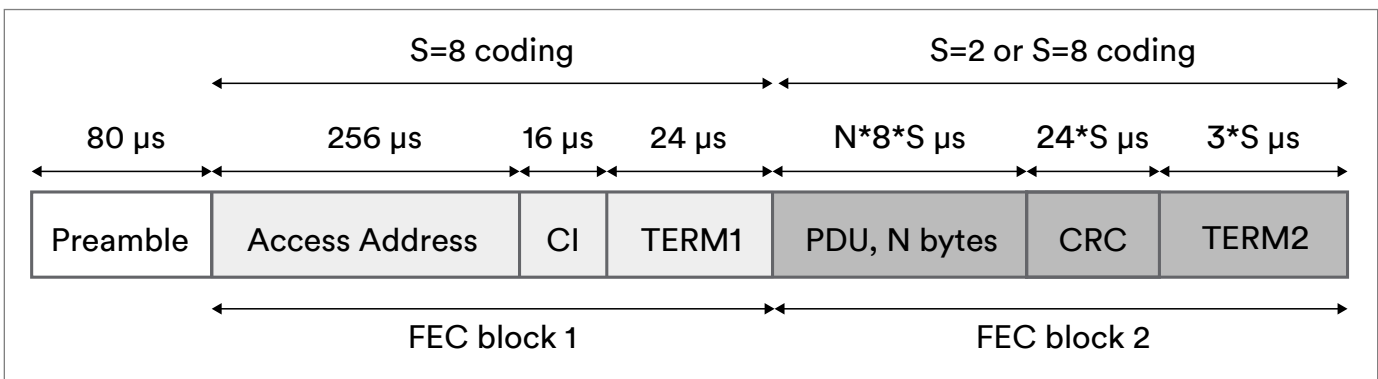 S=8 coding
S=2 or S=8 coding
80 µs
256 µs
16 µs
24 µs
N*8*S µs
24*S µs
3*S µs
Preamble
Access Address
CI
TERM1
PDU, N bytes
CRC
TERM2
FEC block 1
FEC block 2